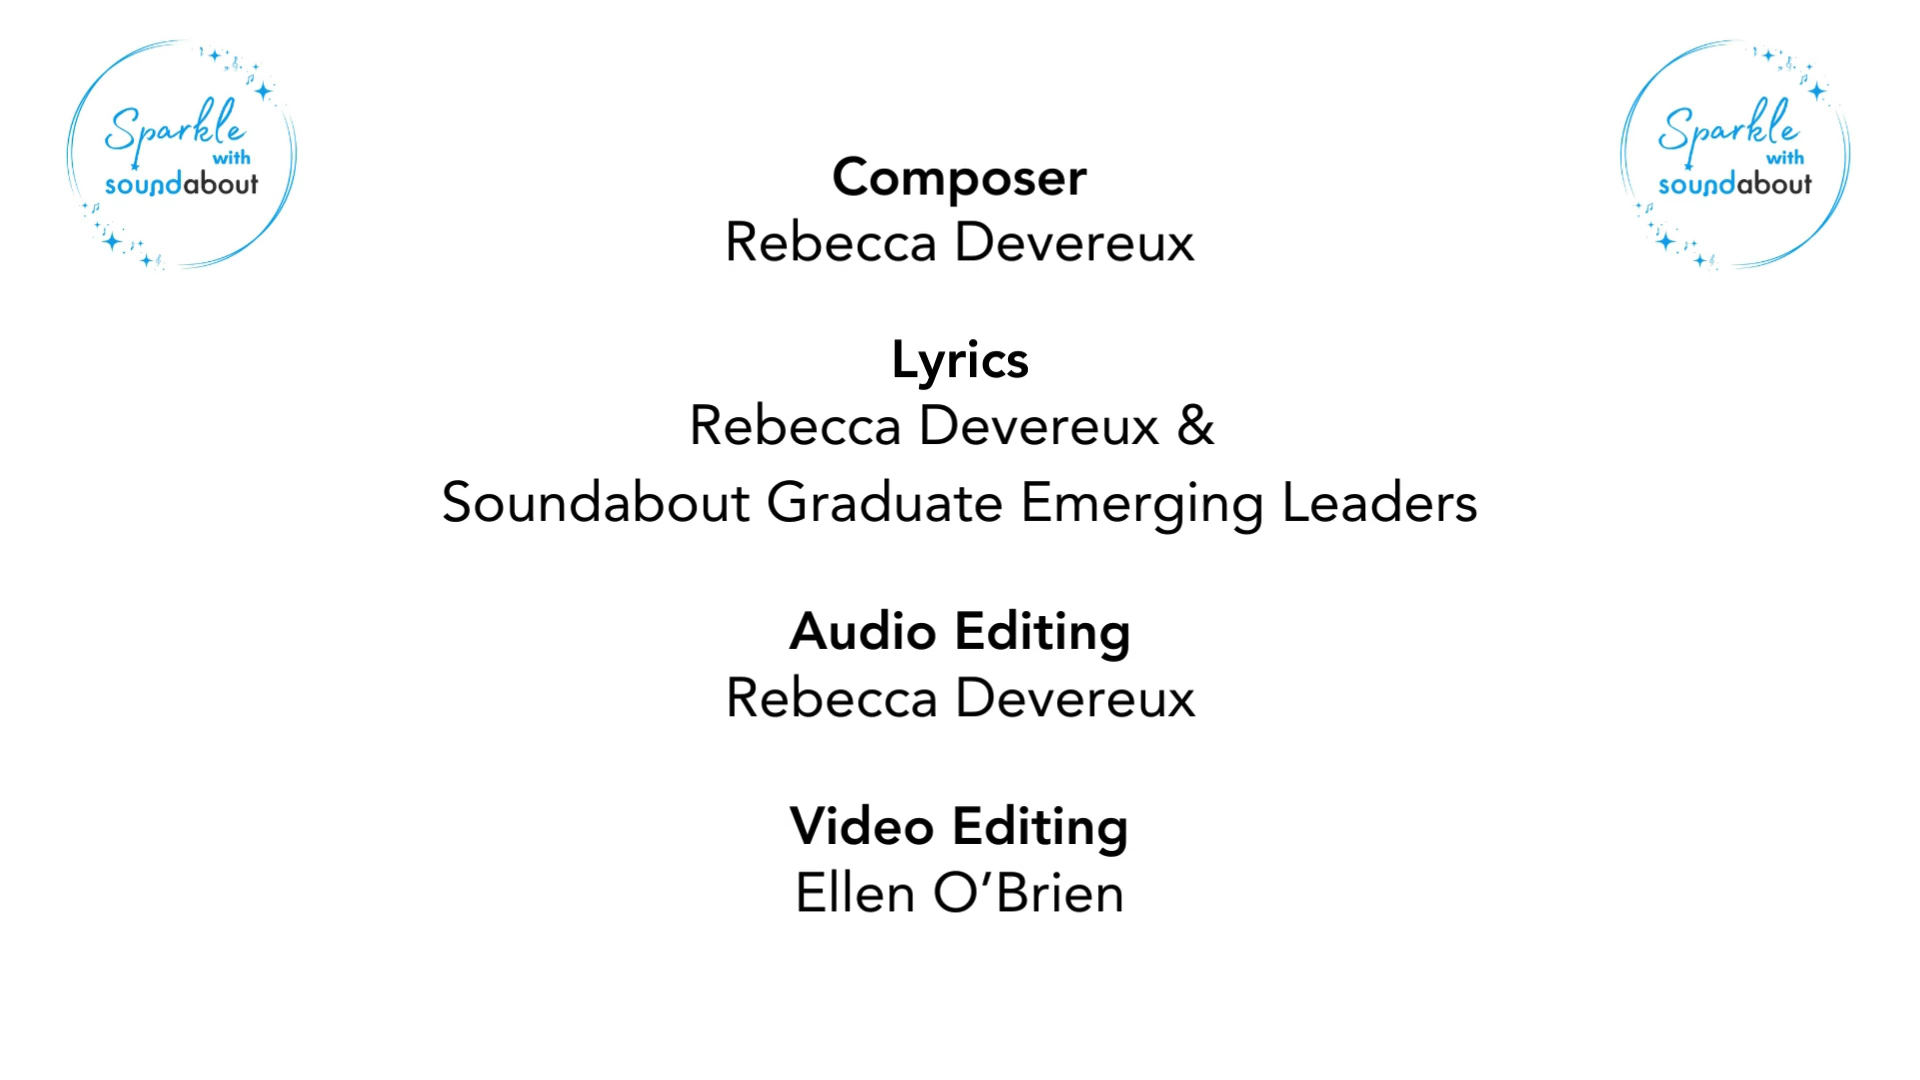 Sparkle
with
soundabout
Sparkle
with
soundabout
Composer
Rebecca Devereux
Lyrics
Rebecca Devereux &
Soundabout Graduate Emerging Leaders
Audio Editing
Rebecca Devereux
Video Editing
Ellen O’Brien